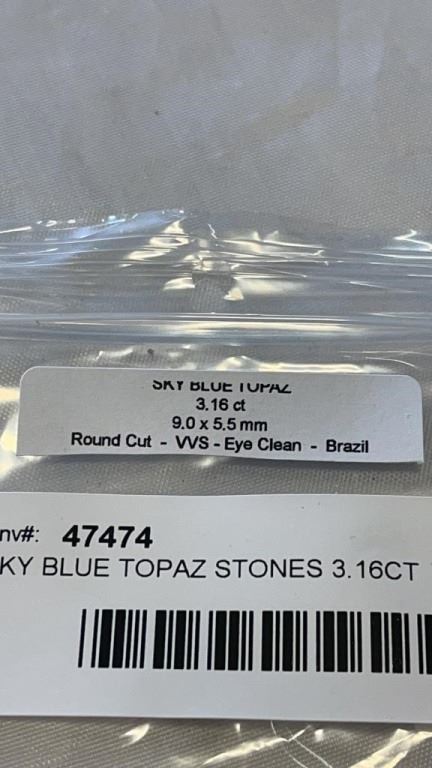 SKY BLUE TOPAZ
3.16 ct
9.0 x 5.5 mm
Round Cut - VVS - Eye Clean - Brazil
nv#: 47474
KY BLUE TOPAZ STONES 3.16CT